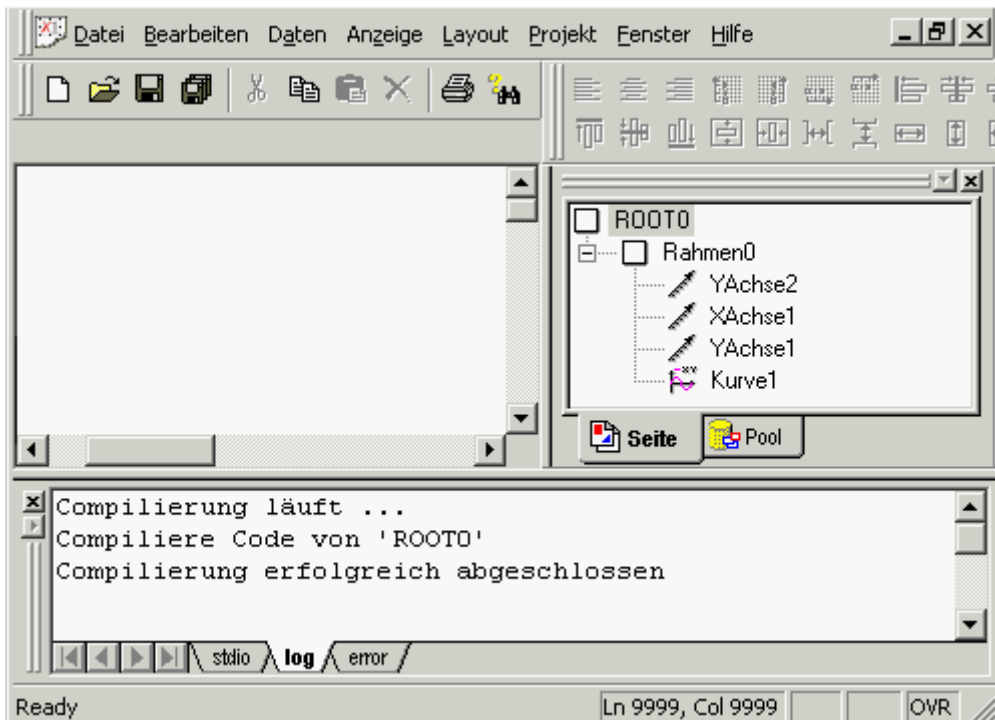 Datei Bearbeiten Daten Anzeige Layout Projekt Fenster Hilfe
ROOT0
Rahmen0
YAchse2
XAchse1
YAchse1
Kurve1
Seite Pool
Compilierung läuft ...
Compiliere Code von 'ROOT0'
Compilierung erfolgreich abgeschlossen
stdio log error
Ready Ln 9999, Col 9999 OVR